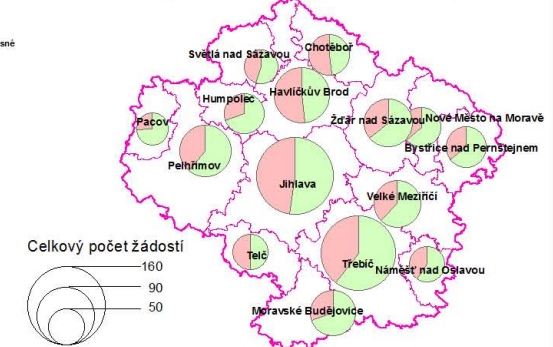 sné
Světlá nad Sázavou
Chotěboř
Havlíčkův Brod
Humpolec
Pacov
Žďár nad Sázavou
Nové Město na Moravě
Bystřice nad Pernštejnem
Pelhřimov
Jihlava
Velké Meziříčí
Celkový počet žádostí
160
90
50
Telč
Třebíč
Náměšť nad Oslavou
Moravské Budějovice